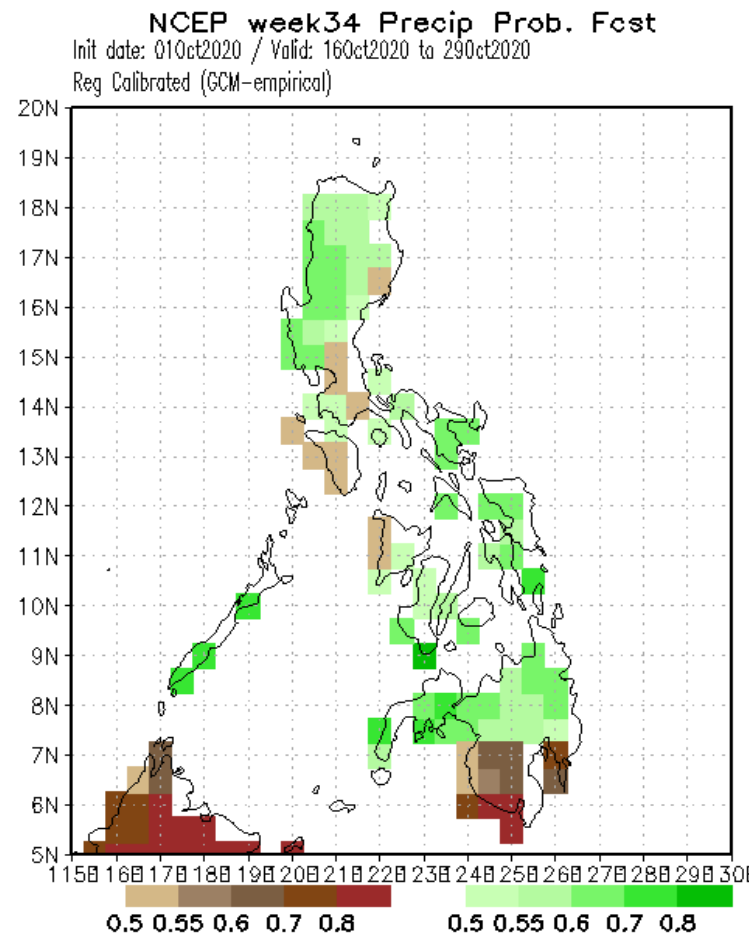 NCEP week34 Precip Prob. Fcst
Init date: 01Oct2020 / Valid: 16Oct2020 to 29Oct2020
Reg Calibrated (GCM-empirical)
20N
19N
18N
17N
16N
15N
14N
13N
12N
11N
10N
9N
8N
7N
6N
5N
115E 116E 117E 118E 119E 120E 121E 122E 123E 124E 125E 126E 127E 128E 129E 130E
0.5 0.55 0.6 0.7 0.8 0.5 0.55 0.6 0.7 0.8